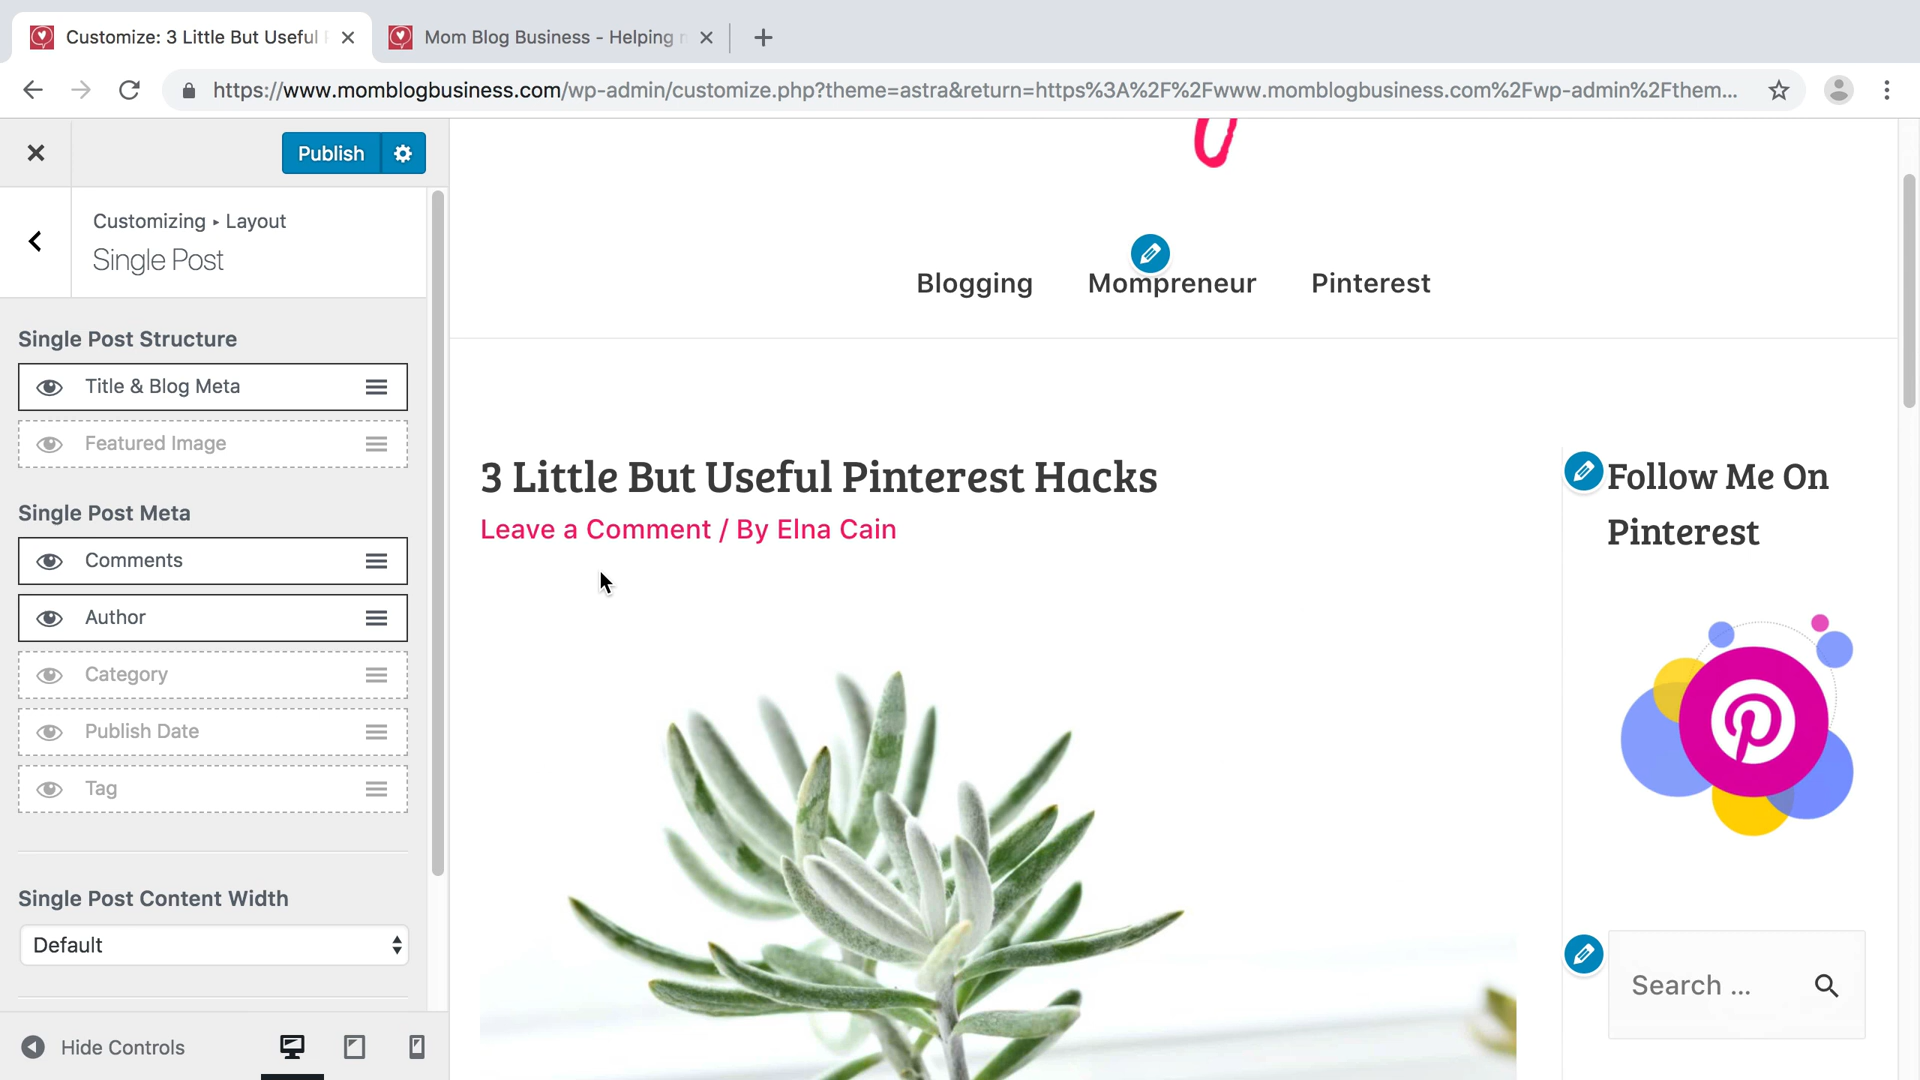 Customize: 3 Little But Useful
Mom Blog Business - Helping
https://www.momblogbusiness.com/wp-admin/customize.php?theme=astra&return=https%3A%2F%2Fwww.momblogbusiness.com%2Fwp-admin%2Fthem...
Publish
Customizing ▸ Layout
Single Post
Single Post Structure
Title & Blog Meta
Featured Image
Single Post Meta
Comments
Author
Category
Publish Date
Tag
Single Post Content Width
Default
Hide Controls
Blogging Mompreneur Pinterest
3 Little But Useful Pinterest Hacks
Leave a Comment / By Elna Cain
Follow Me On
Pinterest
Search ...